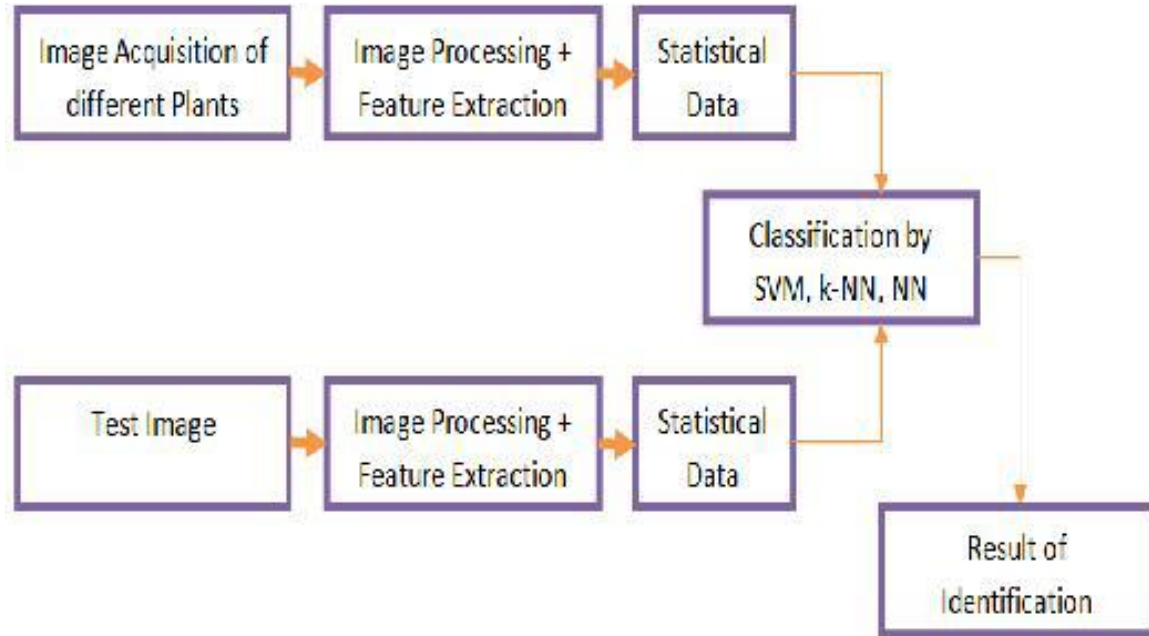 Image Acquisition of
different Plants
Image Processing +
Feature Extraction
Statistical
Data
Classification by
SVM, k-NN, NN
Test Image
Image Processing +
Feature Extraction
Statistical
Data
Result of
Identification